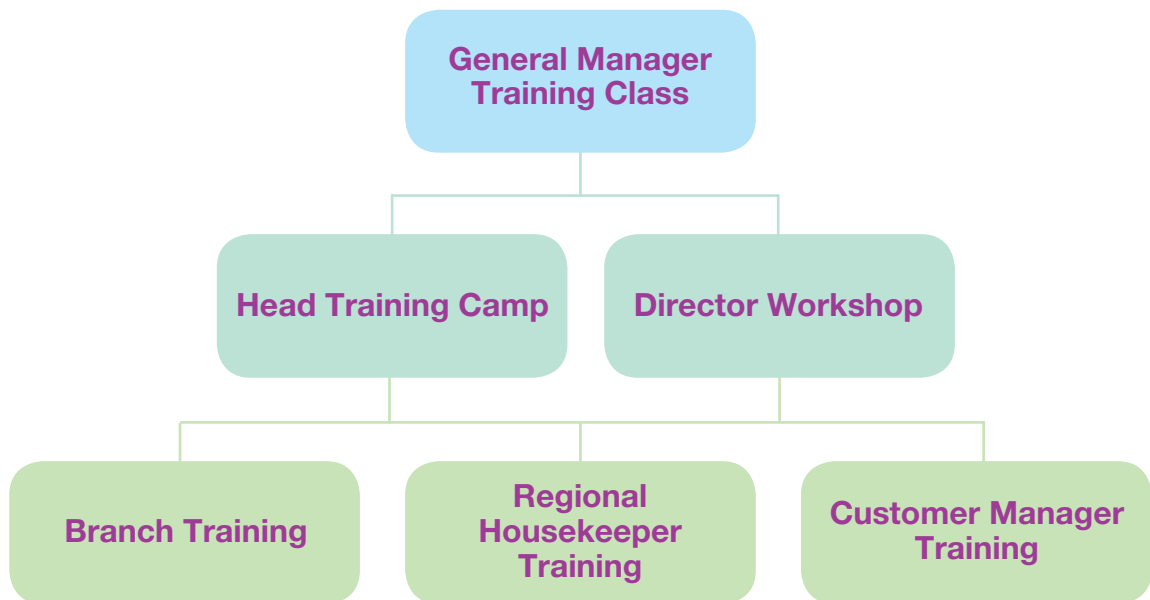 General Manager
Training Class
Head Training Camp
Director Workshop
Branch Training
Regional
Housekeeper
Training
Customer Manager
Training